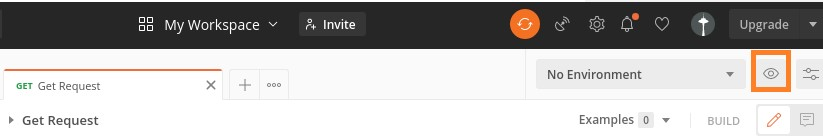 My Workspace Invite Upgrade
GET Get Request No Environment
Get Request Examples 0 BUILD